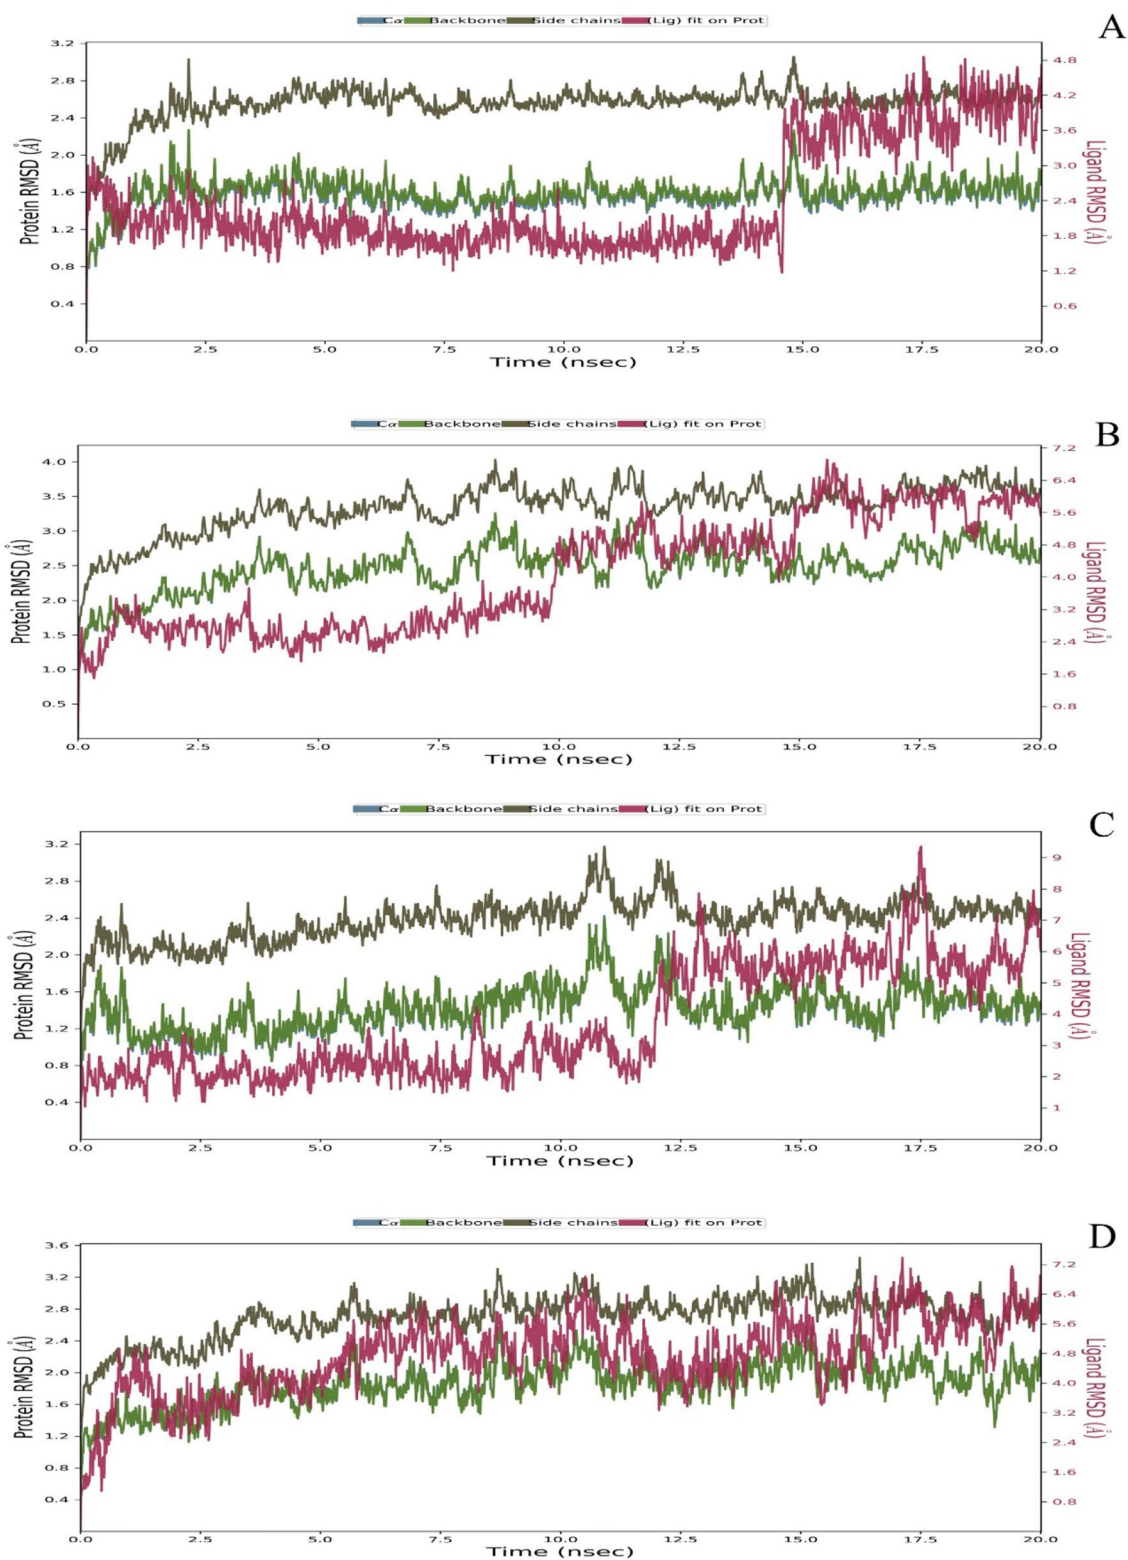 Cα Backbone Side chains (Lig) fit on Prot
A
Protein RMSD (Å)
3.2
2.8
2.4
2.0
1.6
1.2
0.8
0.4
4.8
4.2
3.6
3.0
2.4
1.8
1.2
0.6
Ligand RMSD (Å)
0.0 2.5 5.0 7.5 10.0 12.5 15.0 17.5 20.0
Time (nsec)
Cα Backbone Side chains (Lig) fit on Prot
B
Protein RMSD (Å)
4.0
3.5
3.0
2.5
2.0
1.5
1.0
0.5
7.2
6.4
5.6
4.8
4.0
3.2
2.4
1.6
0.8
Ligand RMSD (Å)
0.0 2.5 5.0 7.5 10.0 12.5 15.0 17.5 20.0
Time (nsec)
Cα Backbone Side chains (Lig) fit on Prot
C
Protein RMSD (Å)
3.2
2.8
2.4
2.0
1.6
1.2
0.8
0.4
9
8
7
6
5
4
3
2
1
Ligand RMSD (Å)
0.0 2.5 5.0 7.5 10.0 12.5 15.0 17.5 20.0
Time (nsec)
Cα Backbone Side chains (Lig) fit on Prot
D
Protein RMSD (Å)
3.6
3.2
2.8
2.4
2.0
1.6
1.2
0.8
0.4
7.2
6.4
5.6
4.8
4.0
3.2
2.4
1.6
0.8
Ligand RMSD (Å)
0.0 2.5 5.0 7.5 10.0 12.5 15.0 17.5 20.0
Time (nsec)